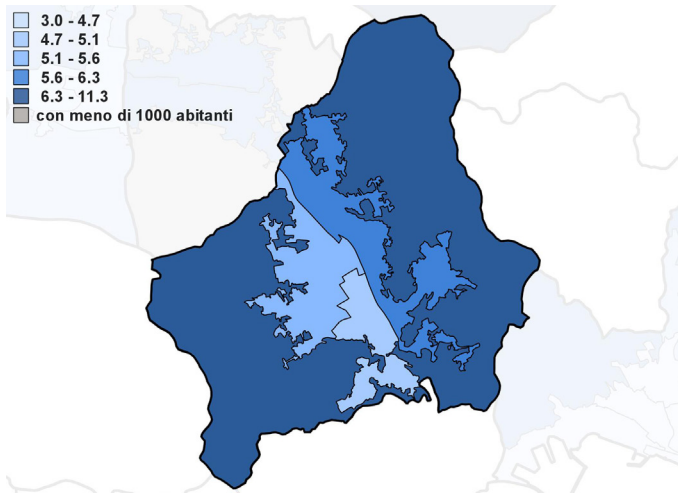 3.0 - 4.7
4.7 - 5.1
5.1 - 5.6
5.6 - 6.3
6.3 - 11.3
con meno di 1000 abitanti